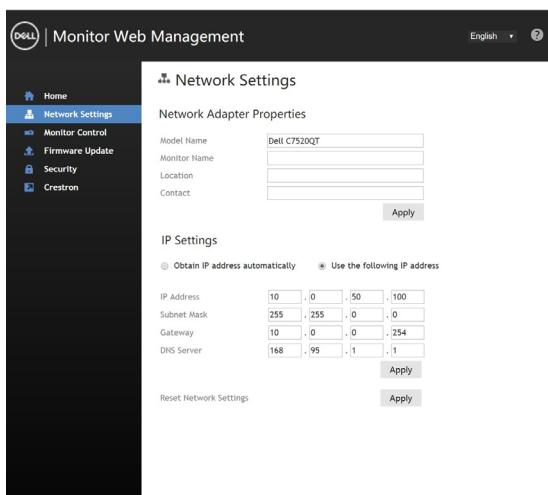 DELL | Monitor Web Management
English
?
Home
Network Settings
Monitor Control
Firmware Update
Security
Crestron
Network Settings
Network Adapter Properties
Model Name Dell C7520QT
Monitor Name
Location
Contact
Apply
IP Settings
Obtain IP address automatically Use the following IP address
IP Address 10 . 0 . 50 . 100
Subnet Mask 255 . 255 . 0 . 0
Gateway 10 . 0 . 0 . 254
DNS Server 168 . 95 . 1 . 1
Apply
Reset Network Settings Apply